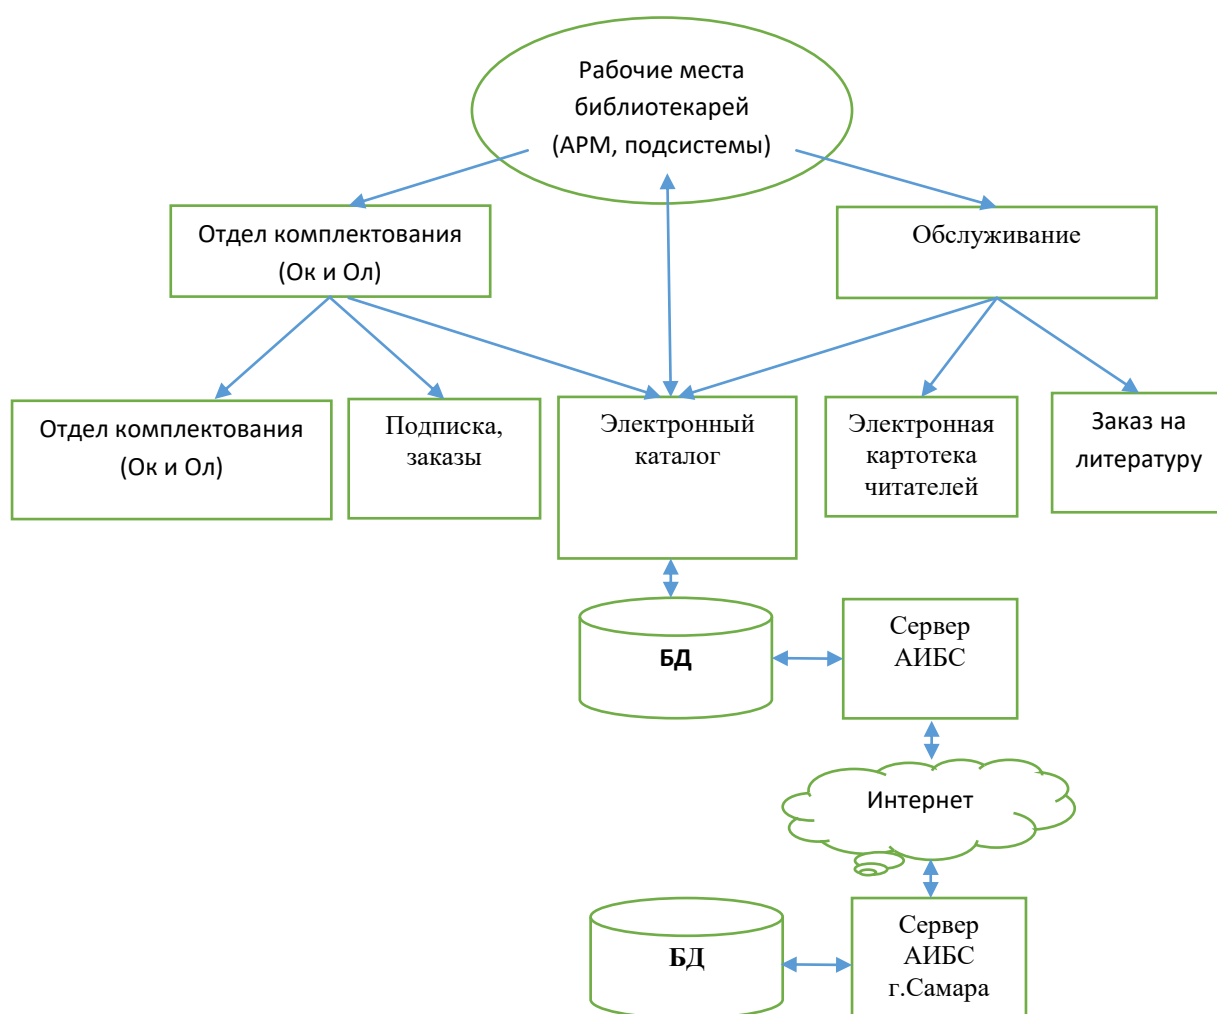 Рабочие места
библиотекарей
(АРМ, подсистемы)
Отдел комплектования
(Ок и Ол)
Обслуживание
Отдел комплектования
(Ок и Ол)
Подписка,
заказы
Электронный
каталог
Электронная
картотека
читателей
Заказ на
литературу
БД
Сервер
АИБС
Интернет
БД
Сервер
АИБС
г.Самара